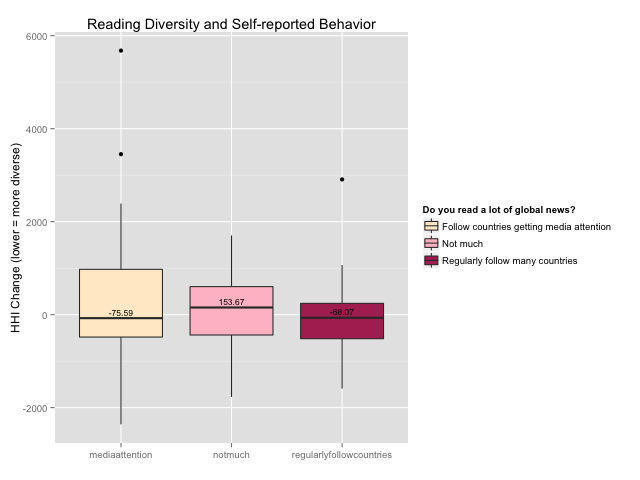 Reading Diversity and Self-reported Behavior
HHI Change (lower = more diverse)
6000
4000
2000
0
-2000
-75.59
153.67
-68.07
mediaattention
notmuch
regularlyfollowcountries
Do you read a lot of global news?
Follow countries getting media attention
Not much
Regularly follow many countries